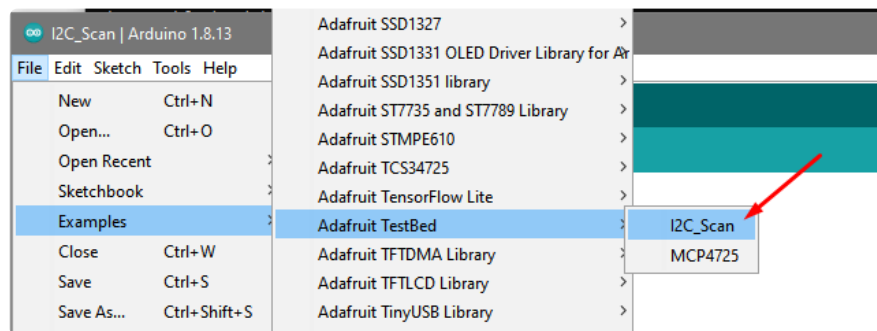 I2C_Scan | Arduino 1.8.13
File Edit Sketch Tools Help
New Ctrl+N
Open... Ctrl+O
Open Recent
Sketchbook
Examples
Close Ctrl+W
Save Ctrl+S
Save As... Ctrl+Shift+S
Adafruit SSD1327
Adafruit SSD1331 OLED Driver Library for Ar
Adafruit SSD1351 library
Adafruit ST7735 and ST7789 Library
Adafruit STMPE610
Adafruit TCS34725
Adafruit TensorFlow Lite
Adafruit TestBed
Adafruit TFTDMA Library
Adafruit TFTLCD Library
Adafruit TinyUSB Library
I2C_Scan
MCP4725